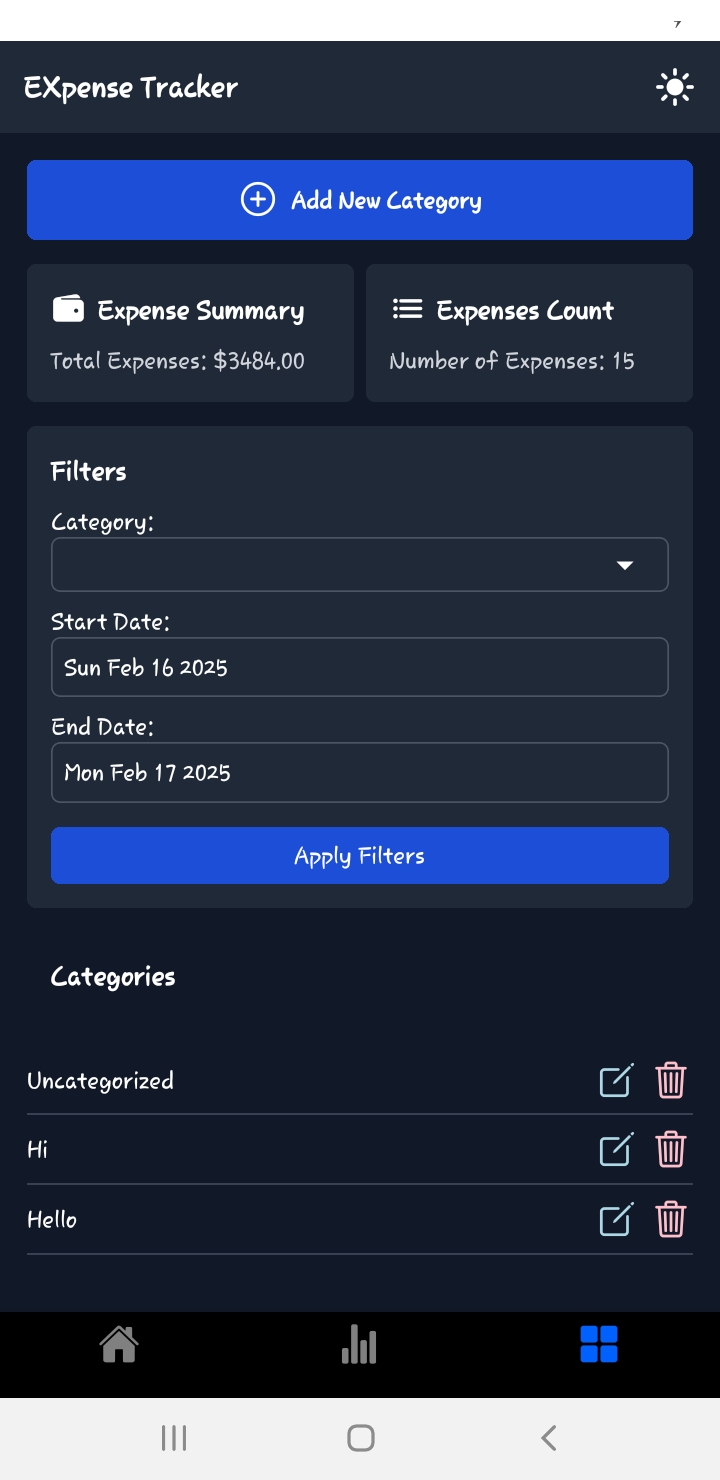 EXpense Tracker
Add New Category
Expense Summary
Total Expenses: $3484.00
Expenses Count
Number of Expenses: 15
Filters
Category:
Start Date:
Sun Feb 16 2025
End Date:
Mon Feb 17 2025
Apply Filters
Categories
Uncategorized
Hi
Hello